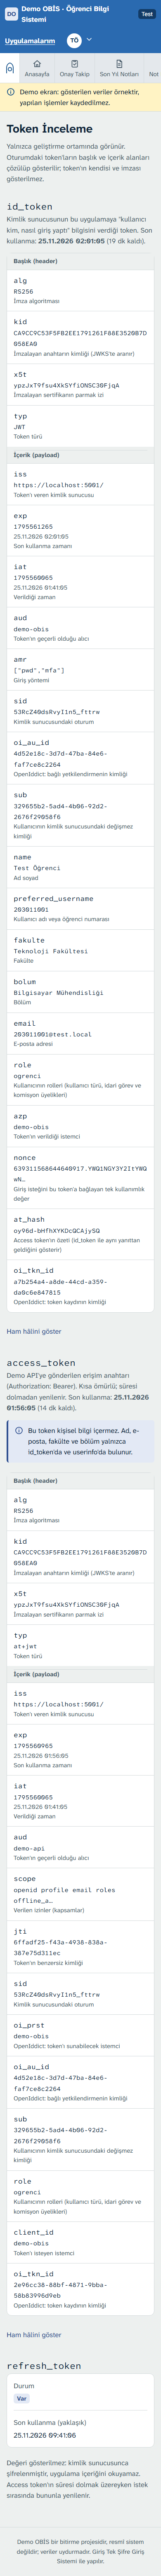 DO
Demo OBİS - Öğrenci Bilgi
Sistemi
Test
Uygulamalarım
TÖ
Anasayfa
Onay Takip
Son Yıl Notları
Not
Demo ekran: gösterilen veriler örnektir,
yapılan işlemler kaydedilmez.
Token İnceleme
Yalnızca geliştirme ortamında görünür.
Oturumdaki token'ların başlık ve içerik alanları
çözülüp gösterilir; token'ın kendisi ve imzası
gösterilmez.
id_token
Kimlik sunucusunun bu uygulamaya "kullanıcı
kim, nasıl giriş yaptı" bilgisini verdiği token. Son
kullanma: 25.11.2026 02:01:05 (19 dk kaldı).
Başlık (header)
alg
RS256
İmza algoritması
kid
İmzalayan anahtarın kimliği (JWKS'te aranır)
x5t
ypzJxT9fsu4XkSYfiONSC30FjqA
İmzalayan sertifikanın parmak izi
typ
JWT
Token türü
İçerik (payload)
iss
https://localhost:5001/
Token'ı veren kimlik sunucusu
exp
1795561265
25.11.2026 02:01:05
Son kullanma zamanı
iat
1795560065
25.11.2026 01:41:05
Verildiği zaman
aud
demo-obis
Token'ın geçerli olduğu alıcı
amr
["pwd","mfa"]
Giriş yöntemi
sid
53RcZ40dsRvyI1n5_fttrw
Kimlik sunucusundaki oturum
oi_au_id
4d52e18c-3d7d-47ba-84e6-
faf7ce8c2264
OpenIddict: bağlı yetkilendirmenin kimliği
sub
329655b2-5ad4-4b06-92d2-
2676f29058f6
Kullanıcının kimlik sunucusundaki değişmez
kimliği
name
Test Öğrenci
Ad soyad
preferred_username
203011001
Kullanıcı adı veya öğrenci numarası
fakulte
Teknoloji Fakültesi
Fakülte
bolum
Bilgisayar Mühendisliği
Bölüm
email
203011001@test.local
E-posta adresi
role
ogrenci
Kullanıcının rolleri (kullanıcı türü, idari görev ve
komisyon üyelikleri)
azp
demo-obis
Token'ın verildiği istemci
nonce
Giriş isteğini bu token'a bağlayan tek kullanımlık
değer
at_hash
oy96d-bHfhXYKDcQCAjySQ
Access token'ın özeti (id_token ile aynı yanıttan
geldiğini gösterir)
oi_tkn_id
a7b254a4-a8de-44cd-a359-
da0c6e847815
OpenIddict: token kaydının kimliği
Ham hâlini göster
access_token
Demo API'ye gönderilen erişim anahtarı
(Authorization: Bearer). Kısa ömürlü; süresi
dolmadan yenilenir. Son kullanma: 25.11.2026
01:56:05 (14 dk kaldı).
Bu token kişisel bilgi içermez. Ad, e-
posta, fakülte ve bölüm yalnızca
id_token'da ve userinfo'da bulunur.
Başlık (header)
alg
RS256
İmza algoritması
kid
İmzalayan anahtarın kimliği (JWKS'te aranır)
x5t
ypzJxT9fsu4XkSYfiONSC30FjqA
İmzalayan sertifikanın parmak izi
typ
at+jwt
Token türü
İçerik (payload)
iss
https://localhost:5001/
Token'ı veren kimlik sunucusu
exp
1795560965
25.11.2026 01:56:05
Son kullanma zamanı
iat
1795560065
25.11.2026 01:41:05
Verildiği zaman
aud
demo-api
Token'ın geçerli olduğu alıcı
scope
openid profile email roles
offline_a…
Verilen izinler (kapsamlar)
jti
6ffadf25-f43a-4938-838a-
387e75d311ec
Token'ın benzersiz kimliği
sid
53RcZ40dsRvyI1n5_fttrw
Kimlik sunucusundaki oturum
oi_prst
demo-obis
OpenIddict: token'ı sunabilecek istemci
oi_au_id
4d52e18c-3d7d-47ba-84e6-
faf7ce8c2264
OpenIddict: bağlı yetkilendirmenin kimliği
sub
329655b2-5ad4-4b06-92d2-
2676f29058f6
Kullanıcının kimlik sunucusundaki değişmez
kimliği
role
ogrenci
Kullanıcının rolleri (kullanıcı türü, idari görev ve
komisyon üyelikleri)
client_id
demo-obis
Token'ı isteyen istemci
oi_tkn_id
2e96cc38-88bf-4871-9bba-
58b83996d9eb
OpenIddict: token kaydının kimliği
Ham hâlini göster
refresh_token
Durum
Var
Son kullanma (yaklaşık)
25.11.2026 09:41:06
Değeri gösterilmez: kimlik sunucusunca
şifrelenmiştir, uygulama içeriğini okuyamaz.
Access token'ın süresi dolmak üzereyken istek
sırasında bununla yenilenir.
Demo OBİS bir bitirme projesidir, resmî sistem
değildir; veriler uydurmadır. Giriş Tek Şifre Giriş
Sistemi ile yapılır.